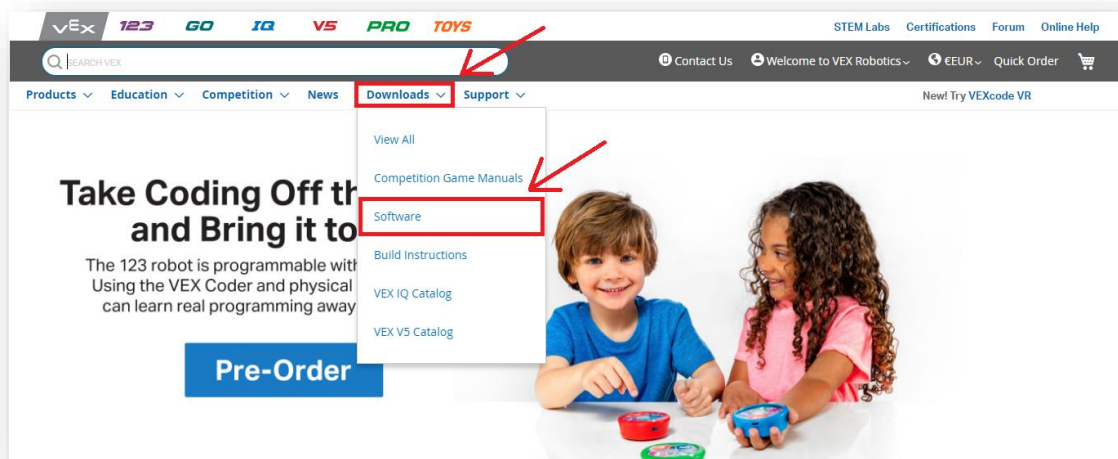 VEX 123 GO IQ V5 PRO TOYS
STEM Labs Certifications Forum Online Help
SEARCH VEX
Contact Us Welcome to VEX Robotics €EUR Quick Order
Products Education Competition News Downloads Support
New! Try VEXcode VR
View All
Competition Game Manuals
Software
Build Instructions
VEX IQ Catalog
VEX V5 Catalog
Take Coding Off th
and Bring it to
The 123 robot is programmable with
Using the VEX Coder and physical
can learn real programming away
Pre-Order